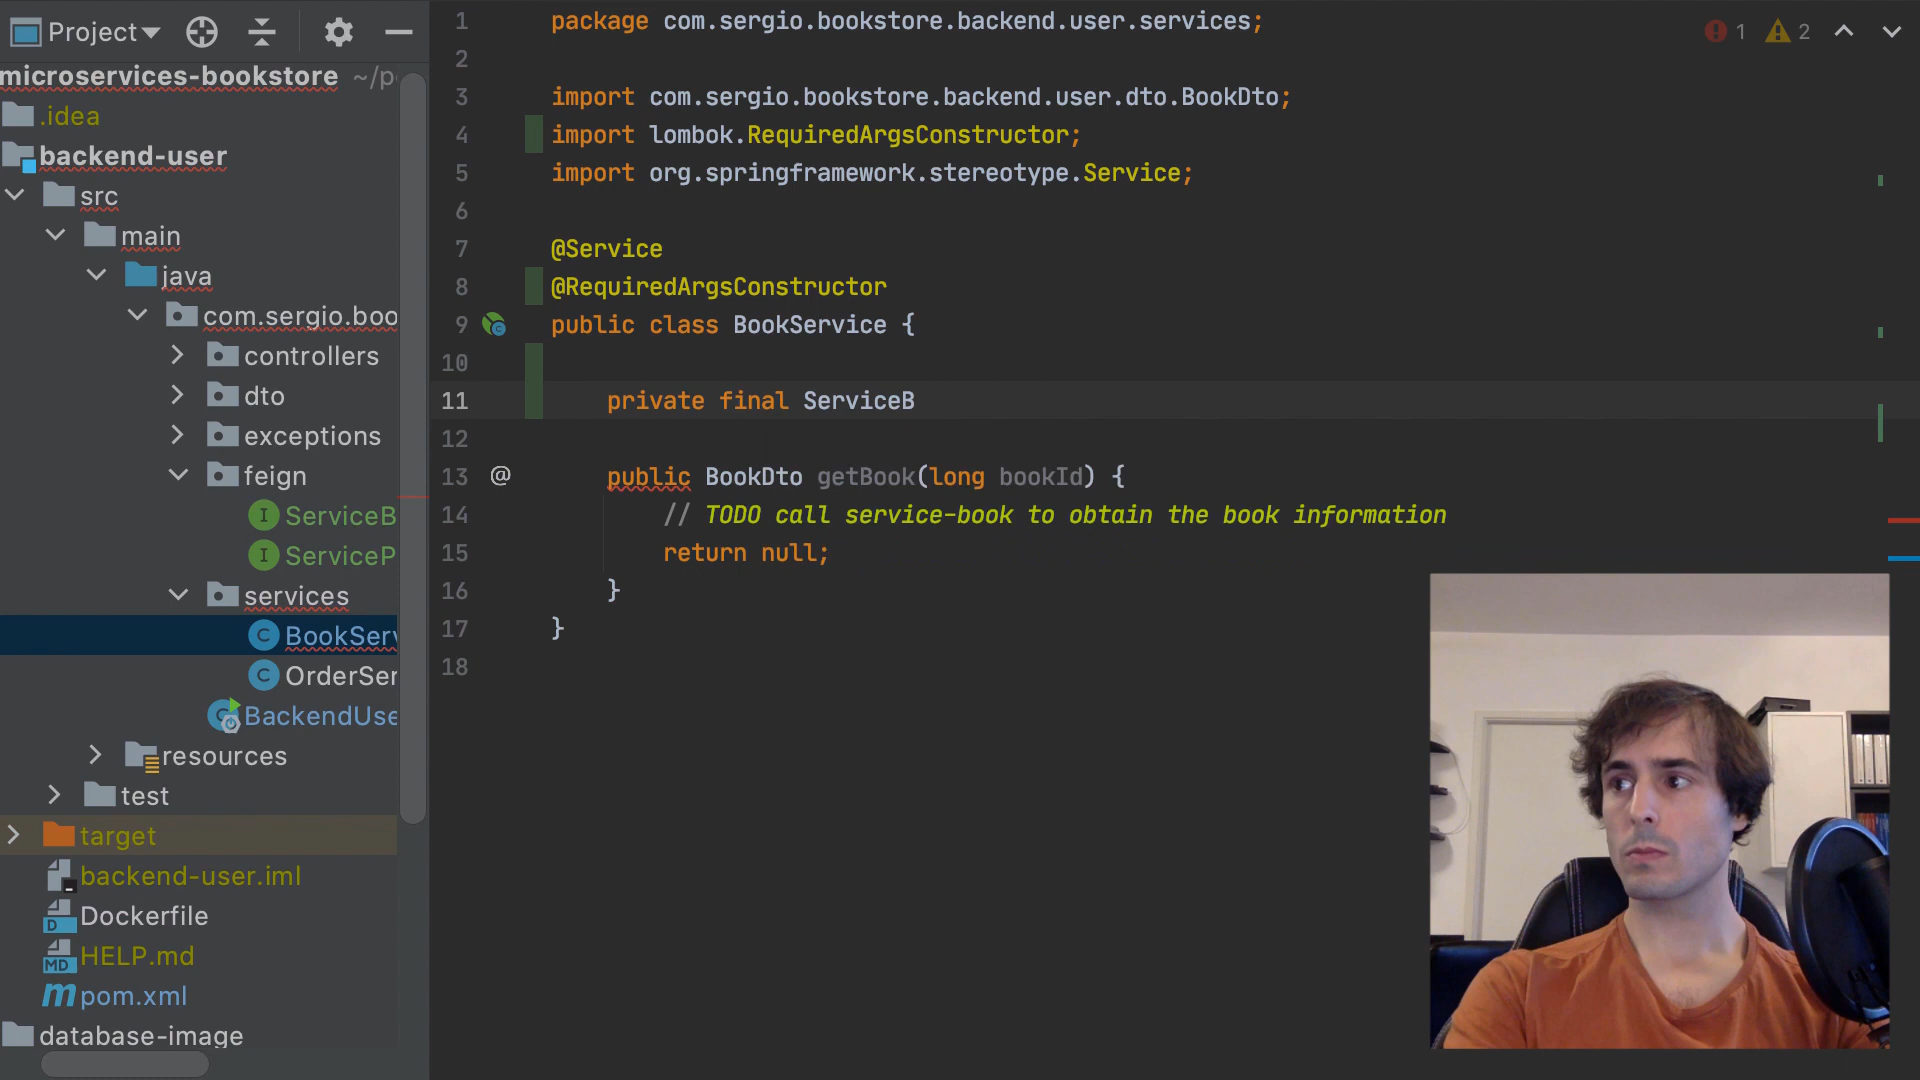 Project
microservices-bookstore ~/p
.idea
backend-user
src
main
java
com.sergio.boo
controllers
dto
exceptions
feign
ServiceB
ServiceP
services
BookServ
OrderSer
BackendUse
resources
test
target
backend-user.iml
Dockerfile
HELP.md
pom.xml
database-image
1 package com.sergio.bookstore.backend.user.services;
2
3 import com.sergio.bookstore.backend.user.dto.BookDto;
4 import lombok.RequiredArgsConstructor;
5 import org.springframework.stereotype.Service;
6
7 @Service
8 @RequiredArgsConstructor
9 public class BookService {
10
11 private final ServiceB
12
13 @ public BookDto getBook(long bookId) {
14 // TODO call service-book to obtain the book information
15 return null;
16 }
17 }
18
1 2